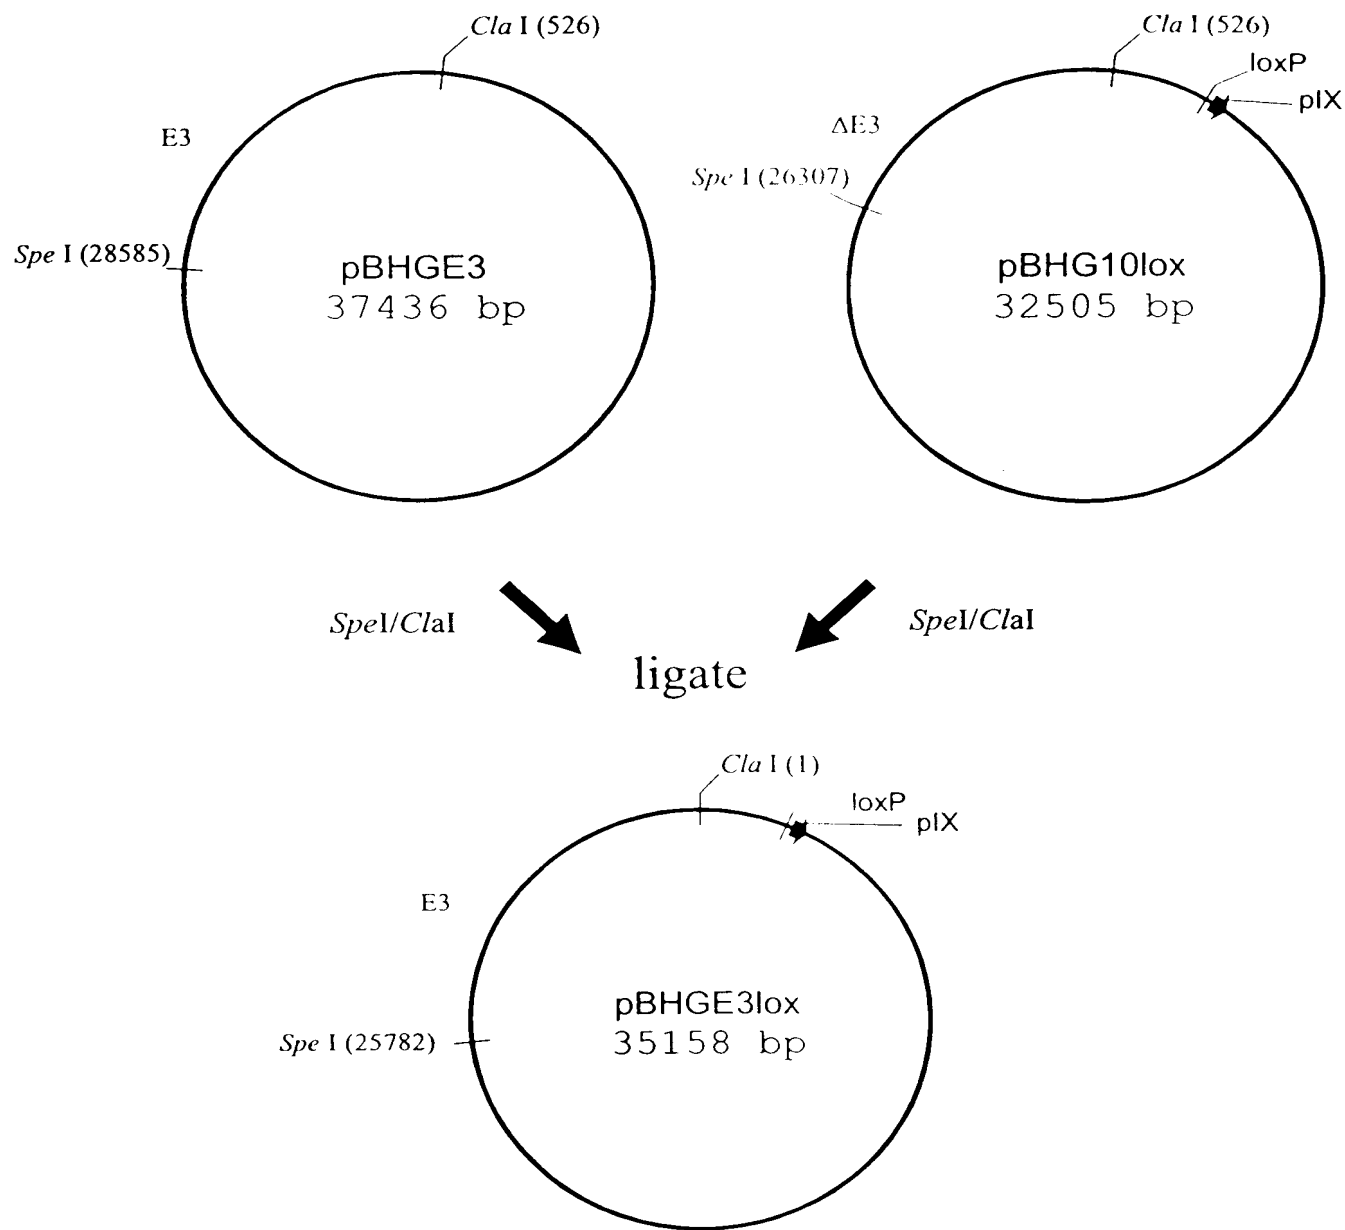 Cla I (526)
E3
Spe I (28585)
pBHGE3
37436 bp
Cla I (526)
loxP
pIX
ΔE3
Spe I (26307)
pBHG10lox
32505 bp
SpeI/ClaI
SpeI/ClaI
ligate
Cla I (1)
loxP
pIX
E3
Spe I (25782)
pBHGE3lox
35158 bp